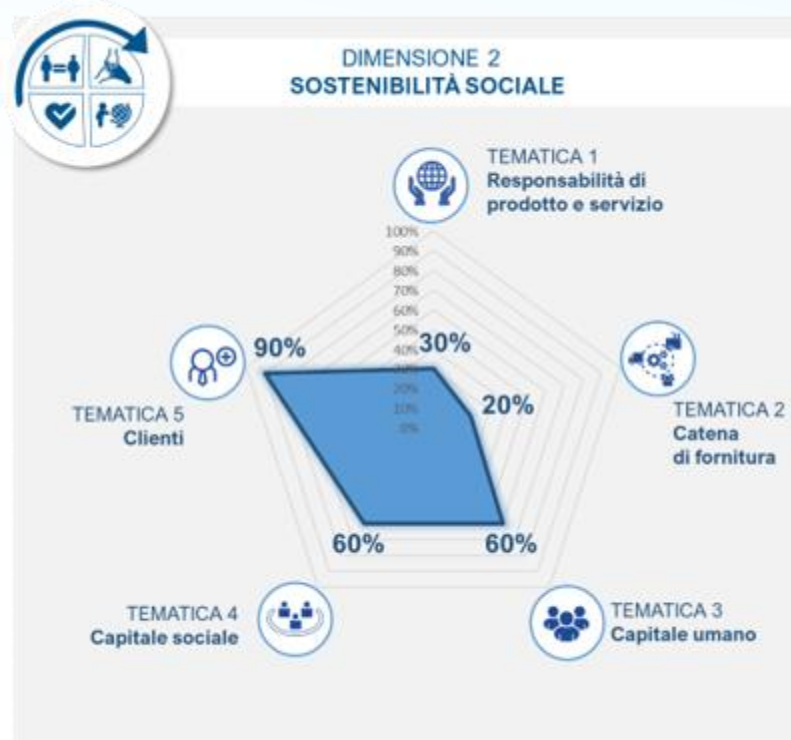 DIMENSIONE 2
SOSTENIBILITÀ SOCIALE
TEMATICA 1
Responsabilità di
prodotto e servizio
100%
90%
80%
70%
60%
50%
40%
30%
20%
10%
0%
30%
20%
60%
60%
90%
TEMATICA 2
Catena
di fornitura
TEMATICA 3
Capitale umano
TEMATICA 4
Capitale sociale
TEMATICA 5
Clienti